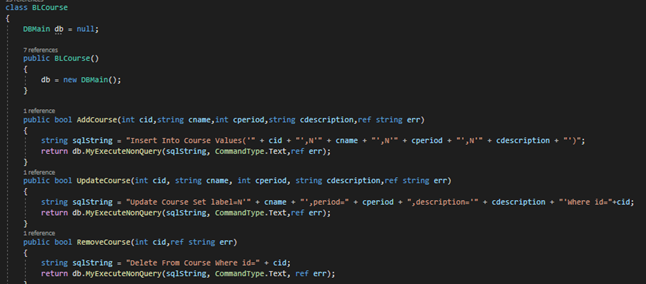 class BLCourse
{
DBMain db = null;
7 references
public BLCourse()
{
db = new DBMain();
}
1 reference
public bool AddCourse(int cid,string cname,int cperiod,string cdescription,ref string err)
{
string sqlString = "Insert Into Course Values('" + cid + "',N'" + cname + "',N'" + cperiod + "',N'" + cdescription + "')";
return db.MyExecuteNonQuery(sqlString, CommandType.Text,ref err);
}
1 reference
public bool UpdateCourse(int cid, string cname, int cperiod, string cdescription,ref string err)
{
string sqlString = "Update Course Set label=N'" + cname + "',period=" + cperiod + ",description='" + cdescription + "'Where id="+cid;
return db.MyExecuteNonQuery(sqlString, CommandType.Text,ref err);
}
1 reference
public bool RemoveCourse(int cid,ref string err)
{
string sqlString = "Delete From Course Where id=" + cid;
return db.MyExecuteNonQuery(sqlString, CommandType.Text, ref err);
}